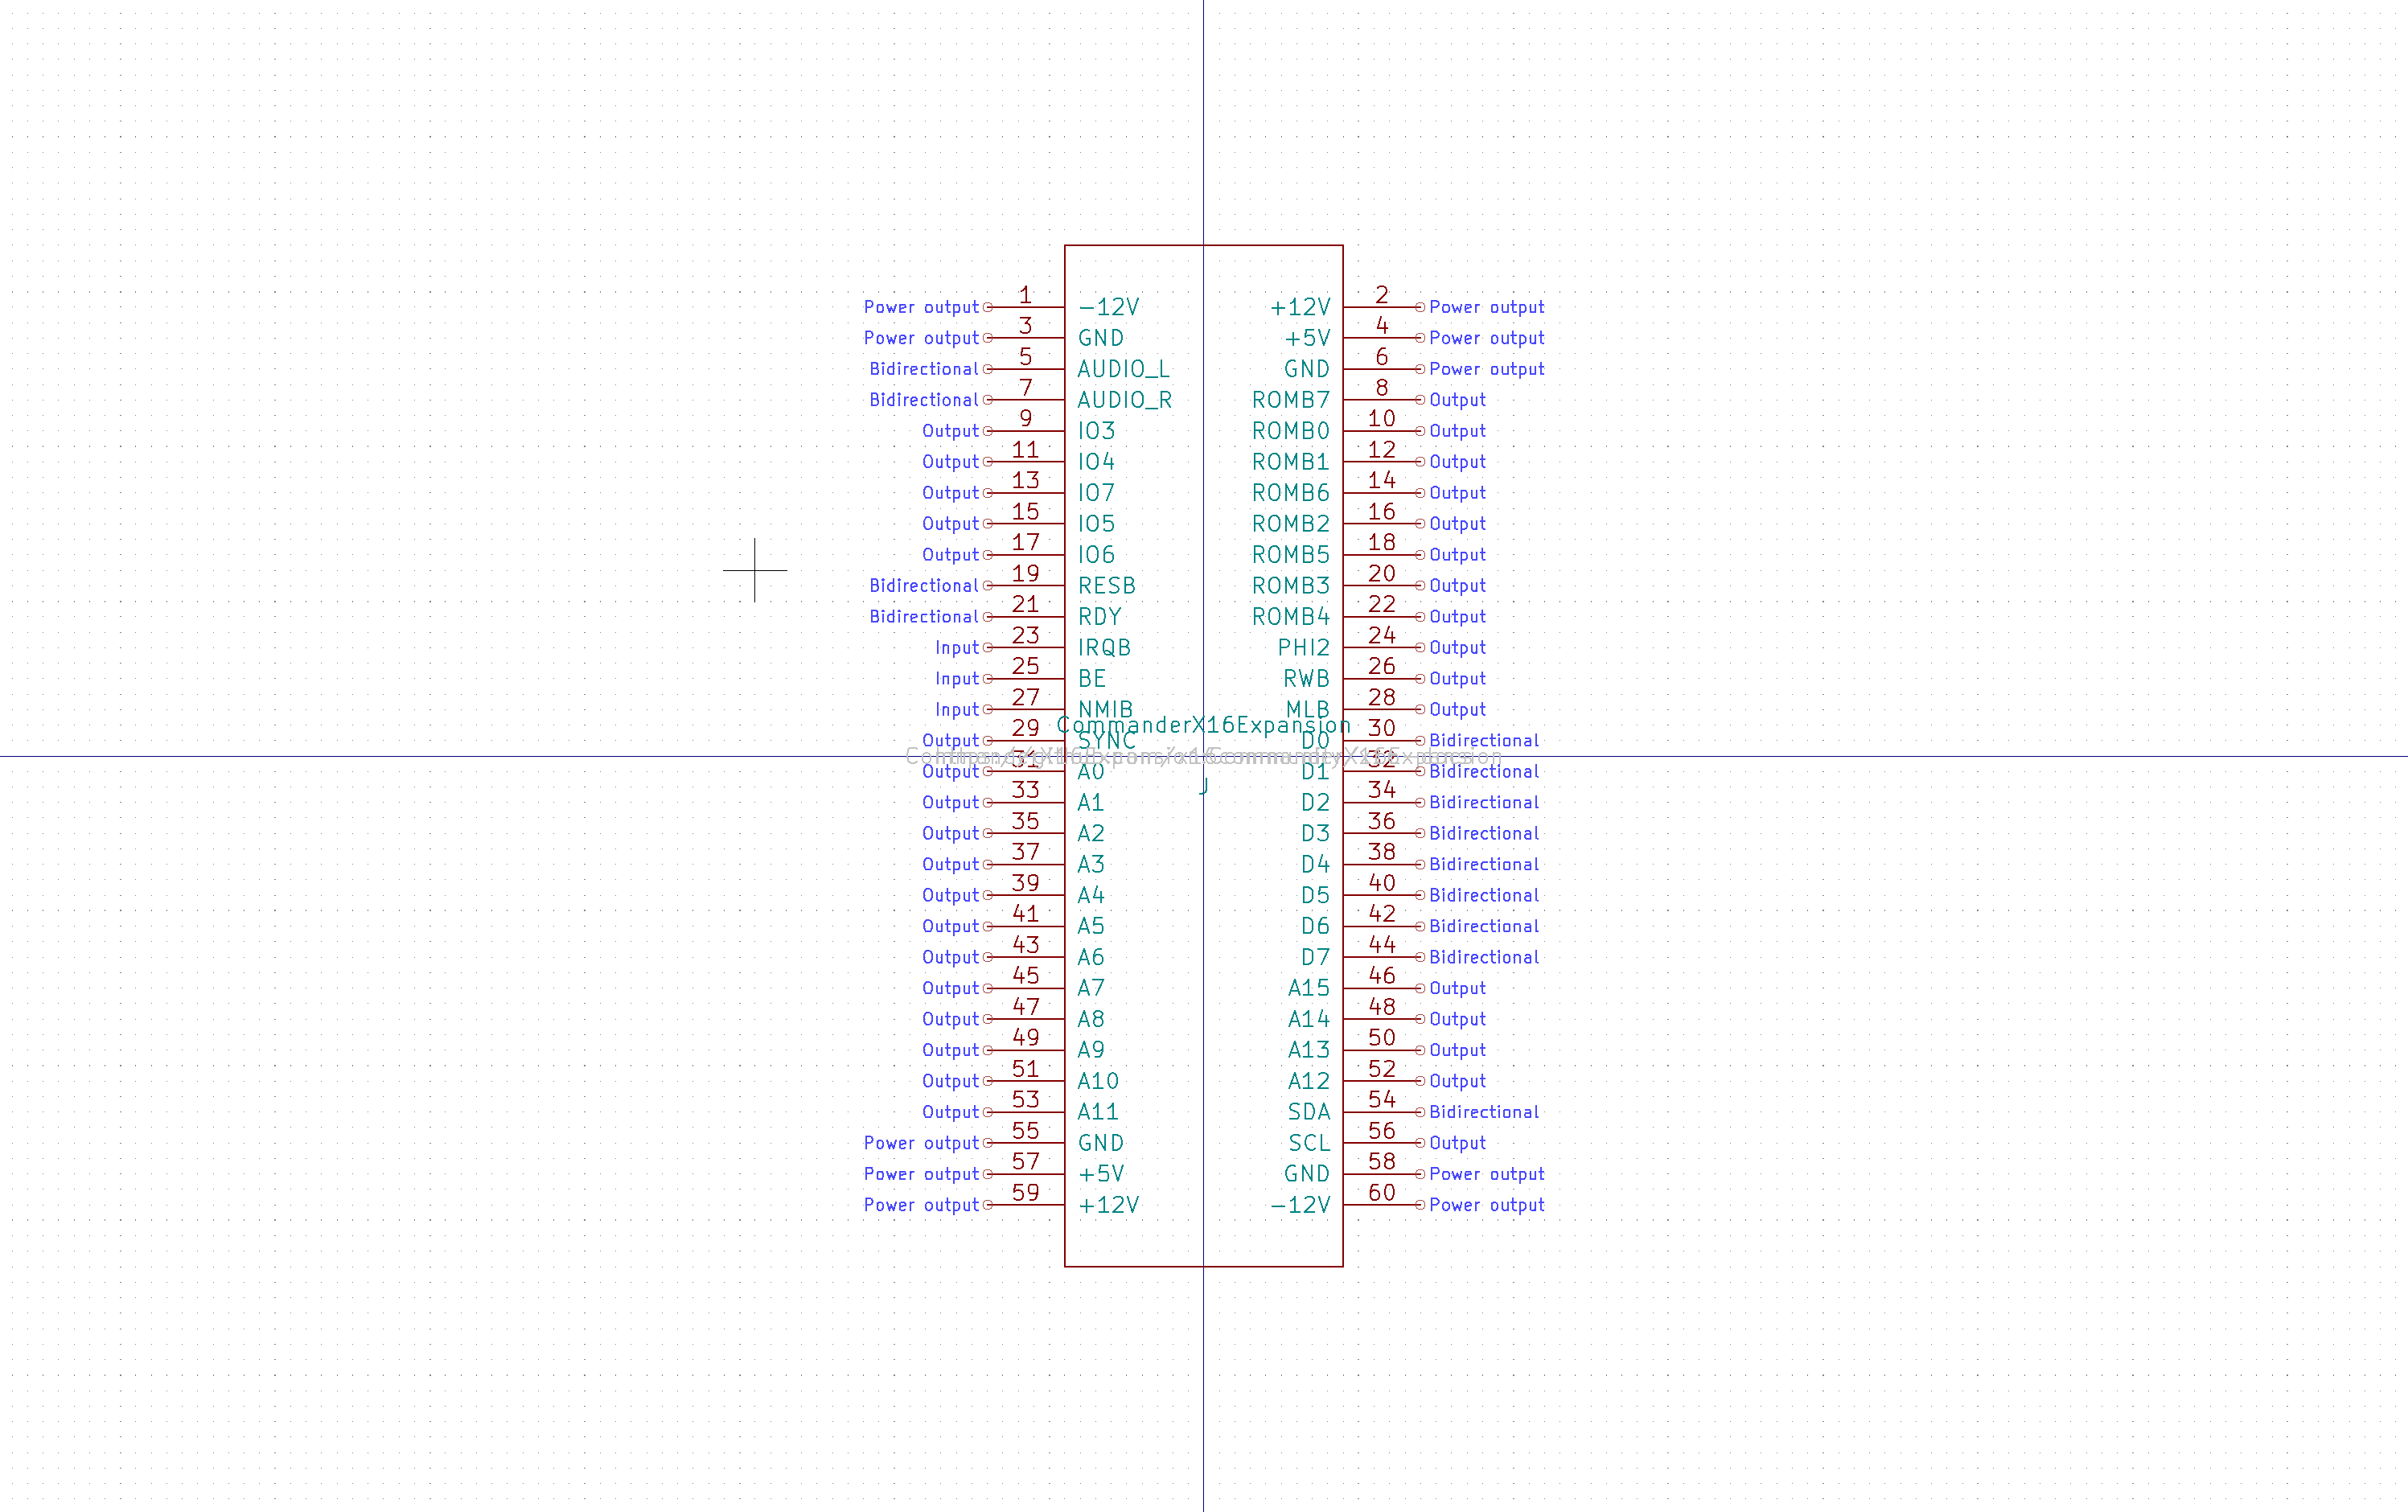 Power output 1 -12V +12V 2 Power output
Power output 3 GND +5V 4 Power output
Bidirectional 5 AUDIO_L GND 6 Power output
Bidirectional 7 AUDIO_R ROMB7 8 Output
Output 9 IO3 ROMB0 10 Output
Output 11 IO4 ROMB1 12 Output
Output 13 IO7 ROMB6 14 Output
Output 15 IO5 ROMB2 16 Output
Output 17 IO6 ROMB5 18 Output
Bidirectional 19 RESB ROMB3 20 Output
Bidirectional 21 RDY ROMB4 22 Output
Input 23 IRQB PHI2 24 Output
Input 25 BE RWB 26 Output
Input 27 NMIB MLB 28 Output
CommanderX16Expansion
Output 29 SYNC D0 30 Bidirectional
Output 31 A0 D1 32 Bidirectional
J
Output 33 A1 D2 34 Bidirectional
Output 35 A2 D3 36 Bidirectional
Output 37 A3 D4 38 Bidirectional
Output 39 A4 D5 40 Bidirectional
Output 41 A5 D6 42 Bidirectional
Output 43 A6 D7 44 Bidirectional
Output 45 A7 A15 46 Output
Output 47 A8 A14 48 Output
Output 49 A9 A13 50 Output
Output 51 A10 A12 52 Output
Output 53 A11 SDA 54 Bidirectional
Power output 55 GND SCL 56 Output
Power output 57 +5V GND 58 Power output
Power output 59 +12V -12V 60 Power output